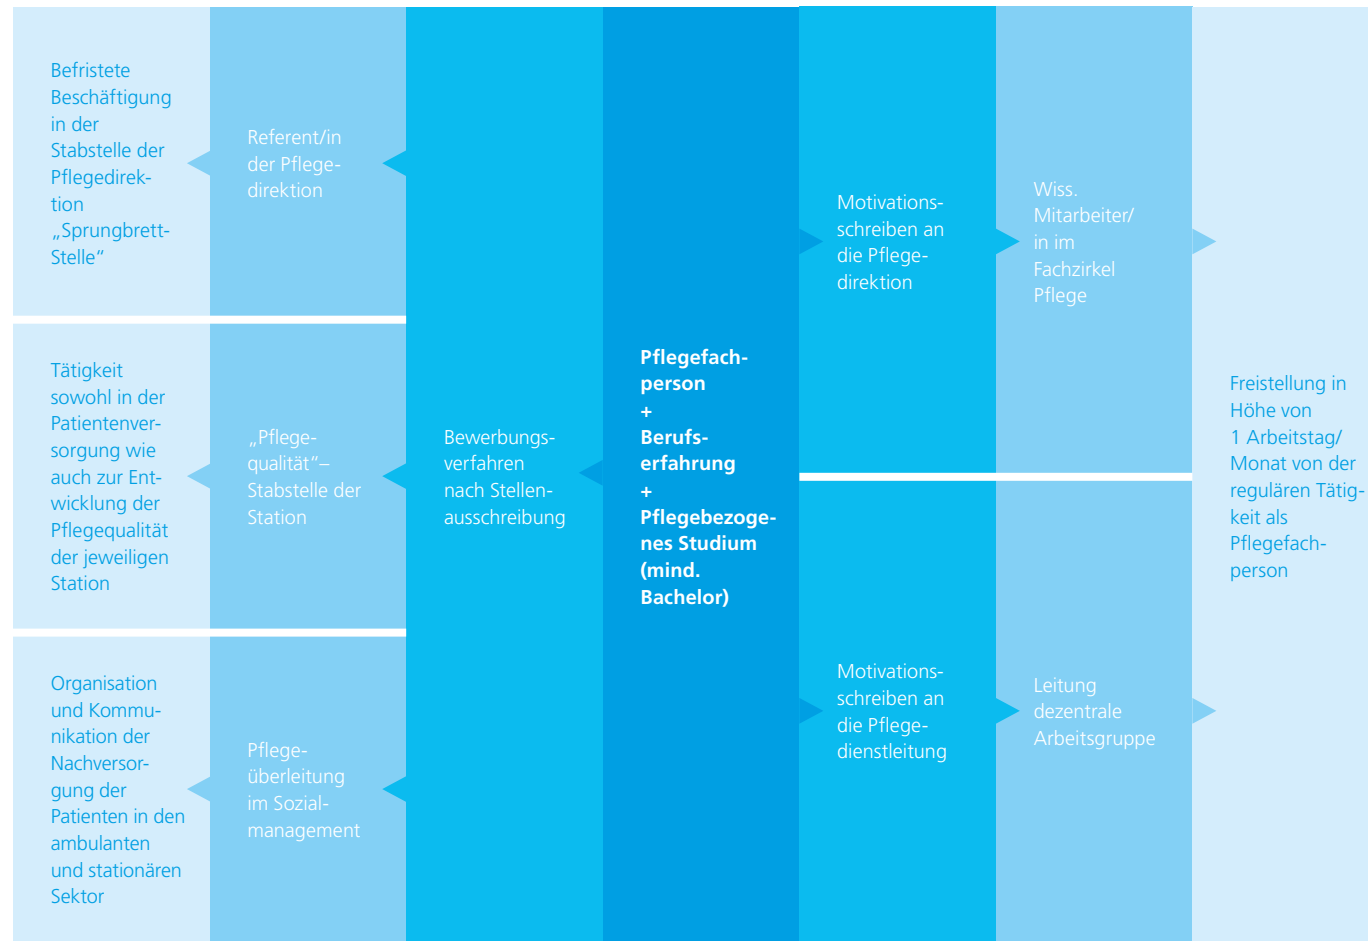 Befristete
Beschäftigung
in der
Stabstelle der
Pflegedirek-
tion
„Sprungbrett-
Stelle“
Referent/in
der Pflege-
direktion
Tätigkeit
sowohl in der
Patientenver-
sorgung wie
auch zur Ent-
wicklung der
Pflegequalität
der jeweiligen
Station
„Pflege-
qualität“–
Stabstelle der
Station
Organisation
und Kommu-
nikation der
Nachversor-
gung der
Patienten in den
ambulanten
und stationären
Sektor
Pflege-
überleitung
im Sozial-
management
Bewerbungs-
verfahren
nach Stellen-
ausschreibung
Pflegefach-
person
+
Berufs-
erfahrung
+
Pflegebezoge-
nes Studium
(mind.
Bachelor)
Motivations-
schreiben an
die Pflege-
direktion
Wiss.
Mitarbeiter/
in im
Fachzirkel
Pflege
Motivations-
schreiben an
die Pflege-
dienstleitung
Leitung
dezentrale
Arbeitsgruppe
Freistellung in
Höhe von
1 Arbeitstag/
Monat von der
regulären Tätig-
keit als
Pflegefach-
person